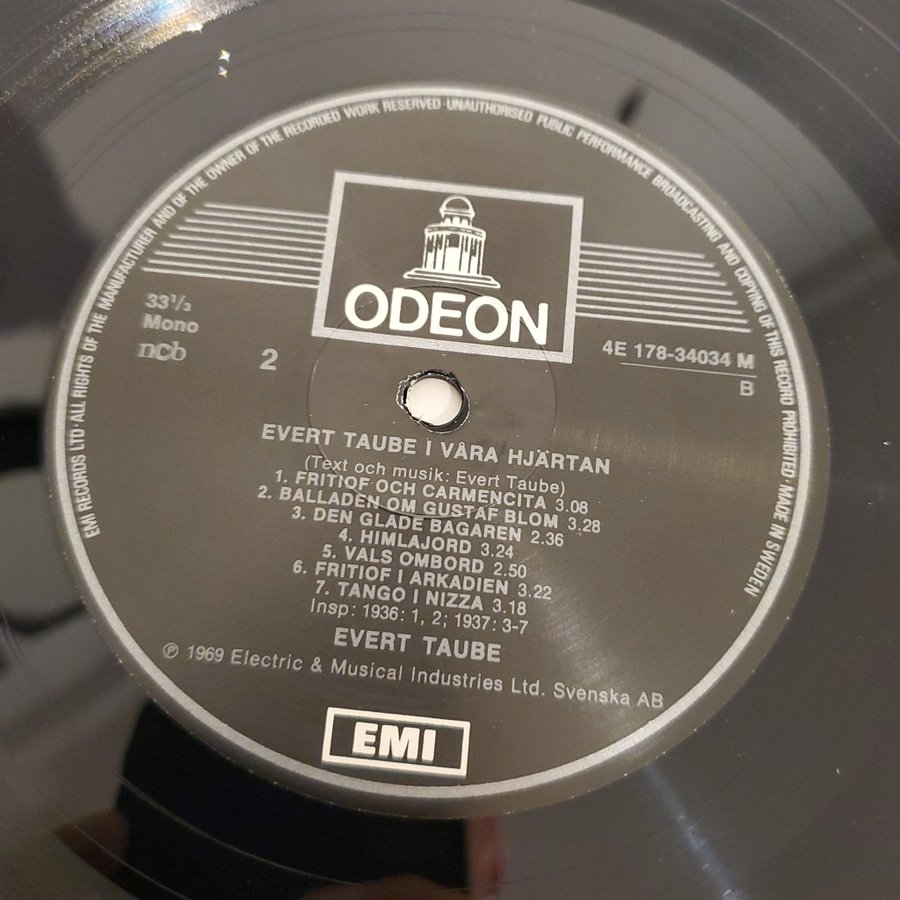 EMI RECORDS LTD · ALL RIGHTS OF THE MANUFACTURER AND OF THE OWNER OF THE RECORDED WORK RESERVED · UNAUTHORISED PUBLIC PERFORMANCE BROADCASTING AND COPYING OF THIS RECORD PROHIBITED · MADE IN SWEDEN
ODEON
33⅓
Mono
ncb
2
4E 178-34034 M
B
EVERT TAUBE I VÅRA HJÄRTAN
(Text och musik: Evert Taube)
1. FRITIOF OCH CARMENCITA 3.08
2. BALLADEN OM GUSTAF BLOM 3.28
3. DEN GLADE BAGAREN 2.36
4. HIMLAJORD 3.24
5. VALS OMBORD 2.50
6. FRITIOF I ARKADIEN 3.22
7. TANGO I NIZZA 3.18
Insp: 1936: 1, 2; 1937: 3-7
EVERT TAUBE
℗ 1969 Electric & Musical Industries Ltd. Svenska AB
EMI